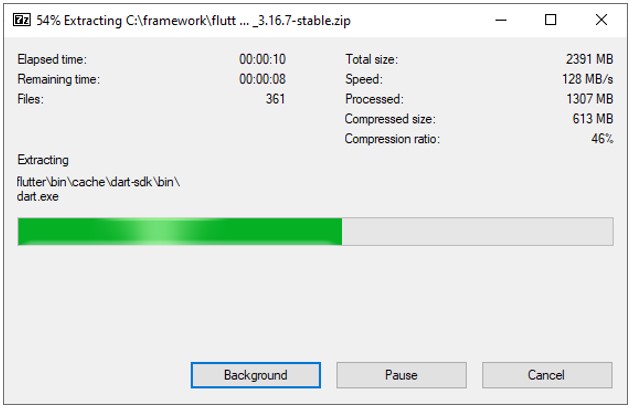 7z 54% Extracting C:\framework\flutt ... _3.16.7-stable.zip
Elapsed time: 00:00:10 Total size: 2391 MB
Remaining time: 00:00:08 Speed: 128 MB/s
Files: 361 Processed: 1307 MB
Compressed size: 613 MB
Compression ratio: 46%
Extracting
flutter\bin\cache\dart-sdk\bin\
dart.exe
Background Pause Cancel